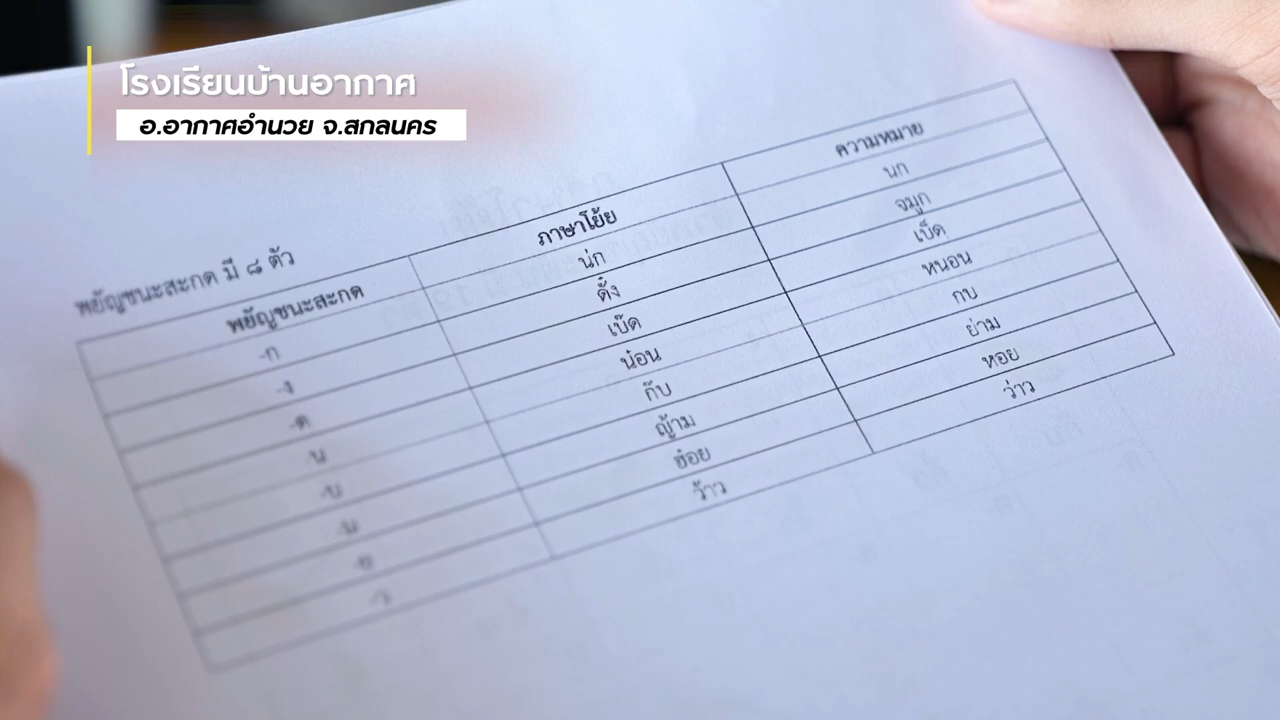 โรงเรียนบ้านอากาศ
อ.อากาศอำนวย จ.สกลนคร
พยัญชนะสะกด มี ๘ ตัว
พยัญชนะสะกด ภาษาโย้ย ความหมาย
-ก น่ก นก
-ง ดั๋ง จมูก
-ด เบ๊ด เป็ด
-น น่อน หนอน
-บ ก๊บ กบ
-ม ญ้าม ย่าม
-ย ฮ่อย หอย
-ว ว้าว ว่าว